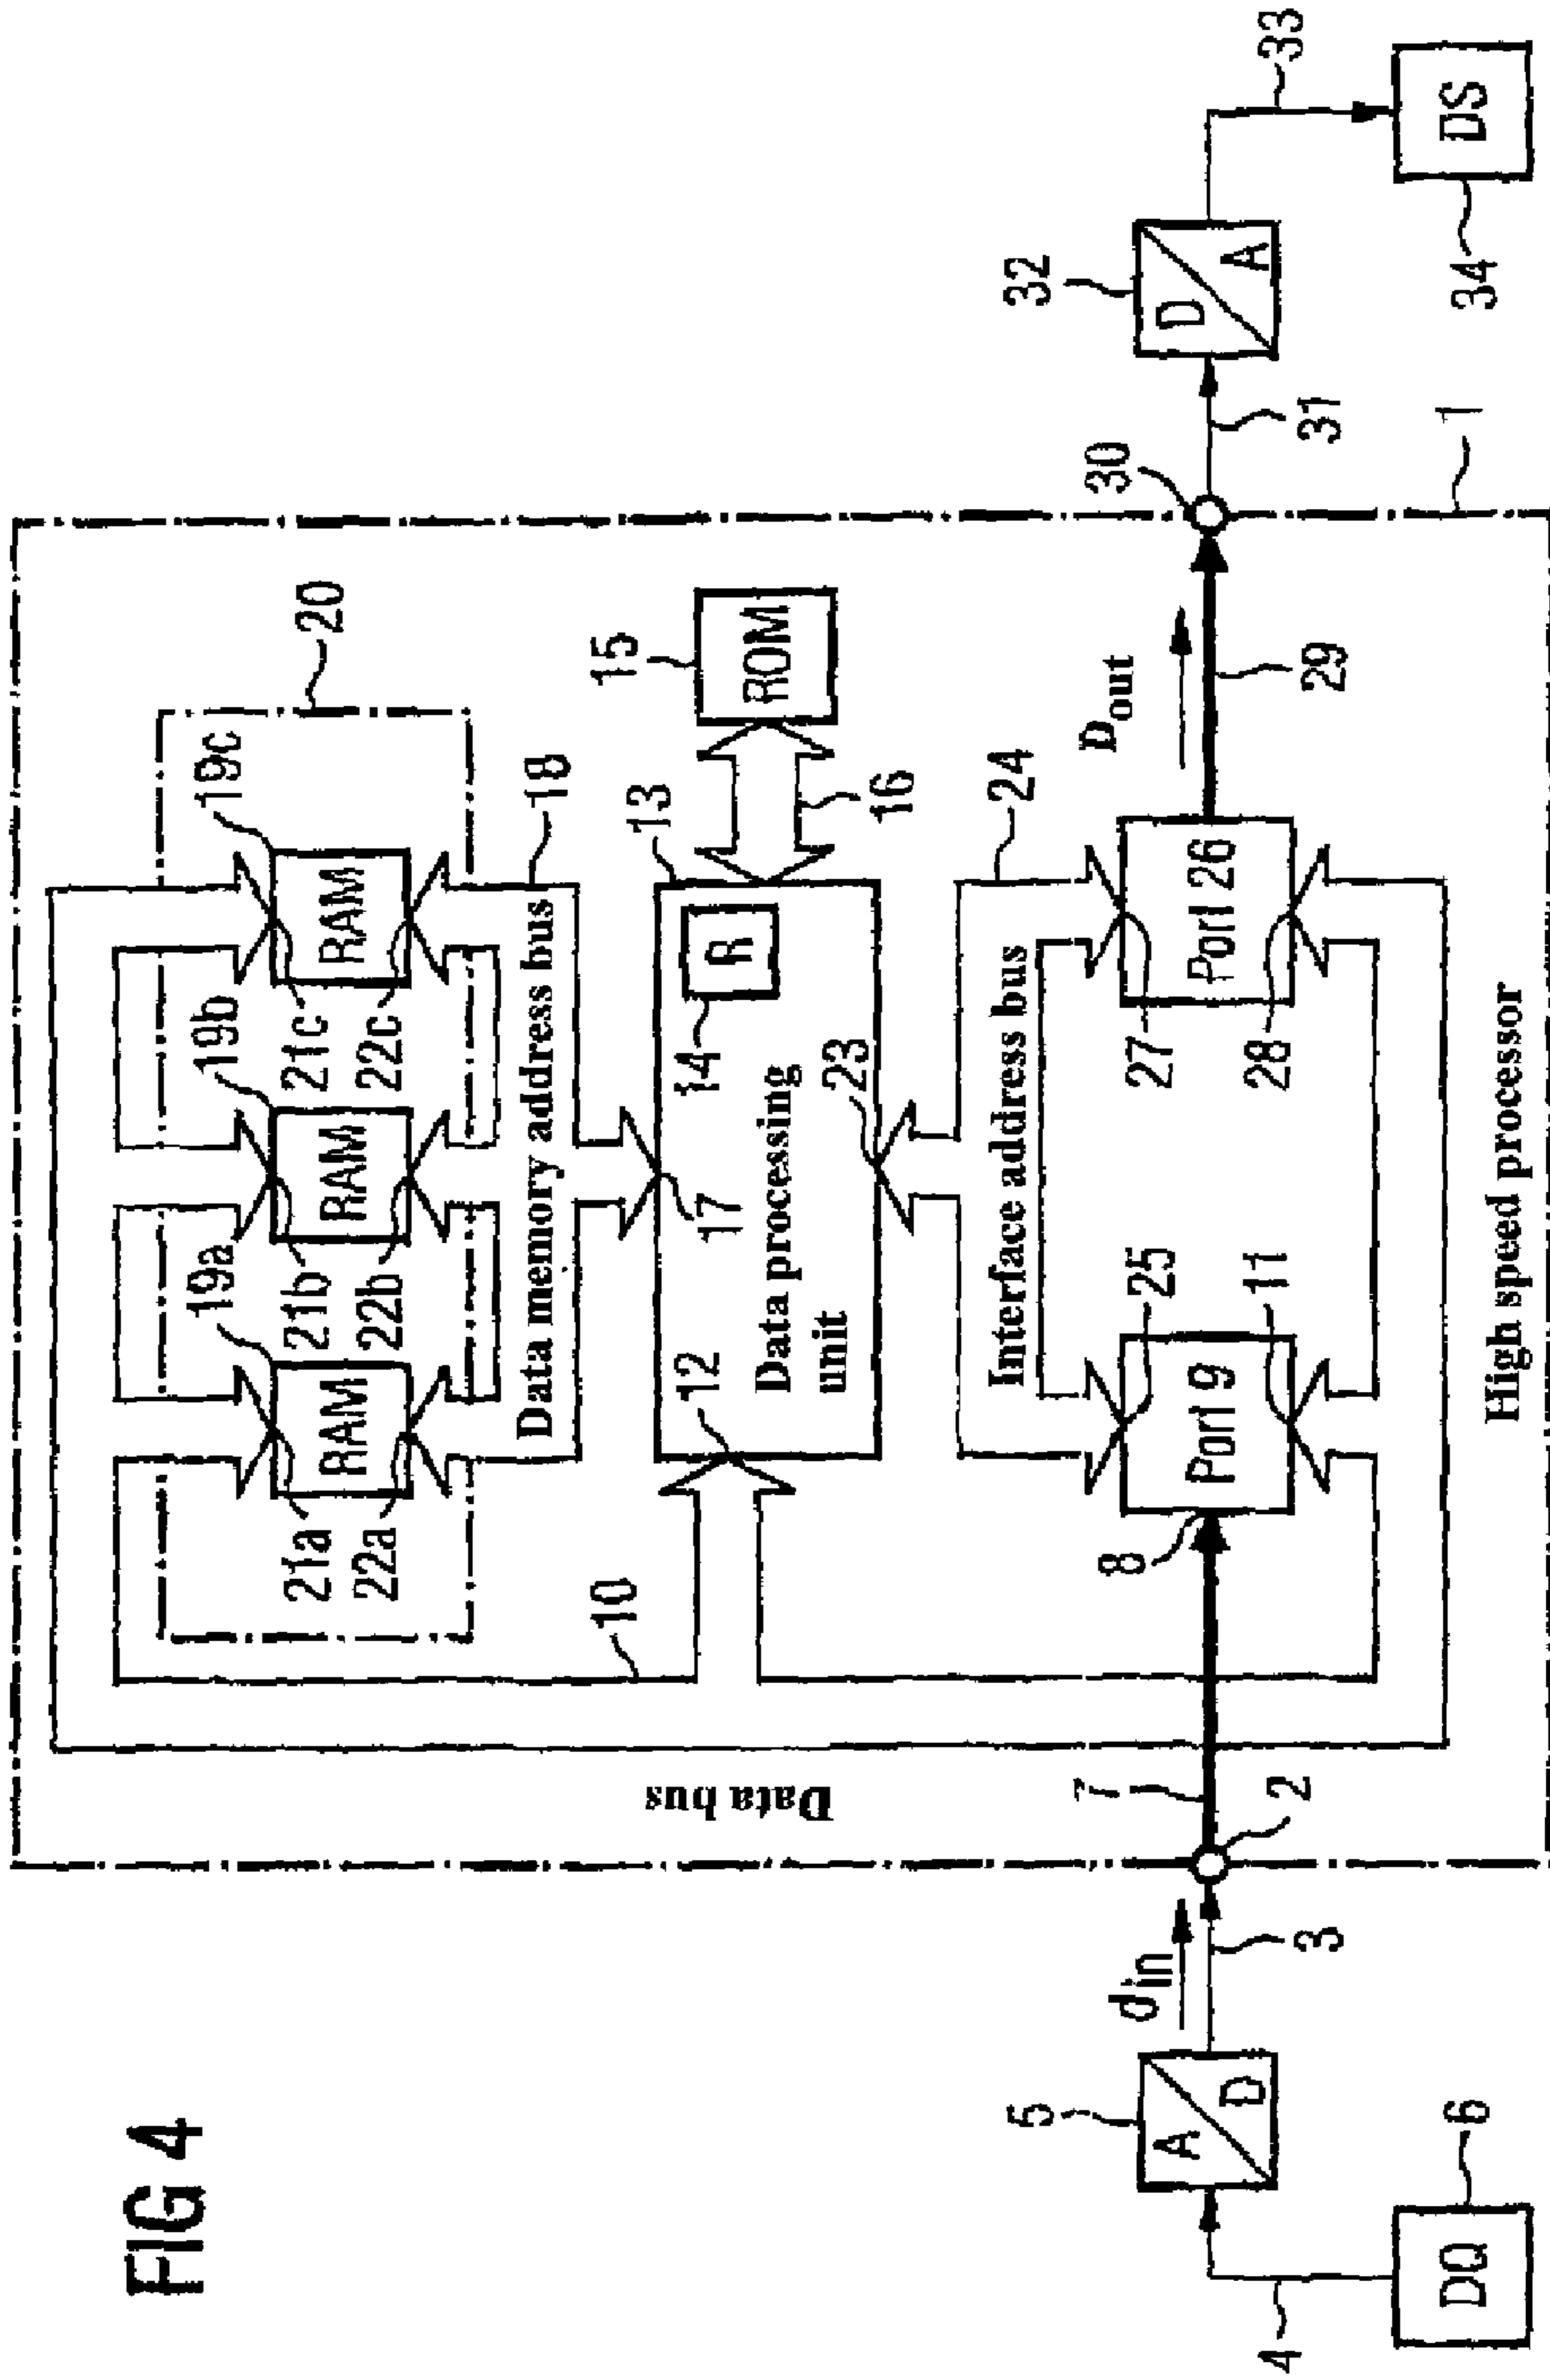 FIG 4
20
19a
19b
19c
RAM
RAM
RAM
21a
22a
21b
22b
21c
22c
Data memory address bus
18
10
Data bus
12
17
13
14
R
Data processing
unit
23
15
ROM
16
Interface address bus
24
25
Port 9
11
8
27
Port 26
28
7
2
3
d in
5
A
D
4
DQ
6
D out
29
30
31
32
D
A
33
DS
34
1
High speed processor